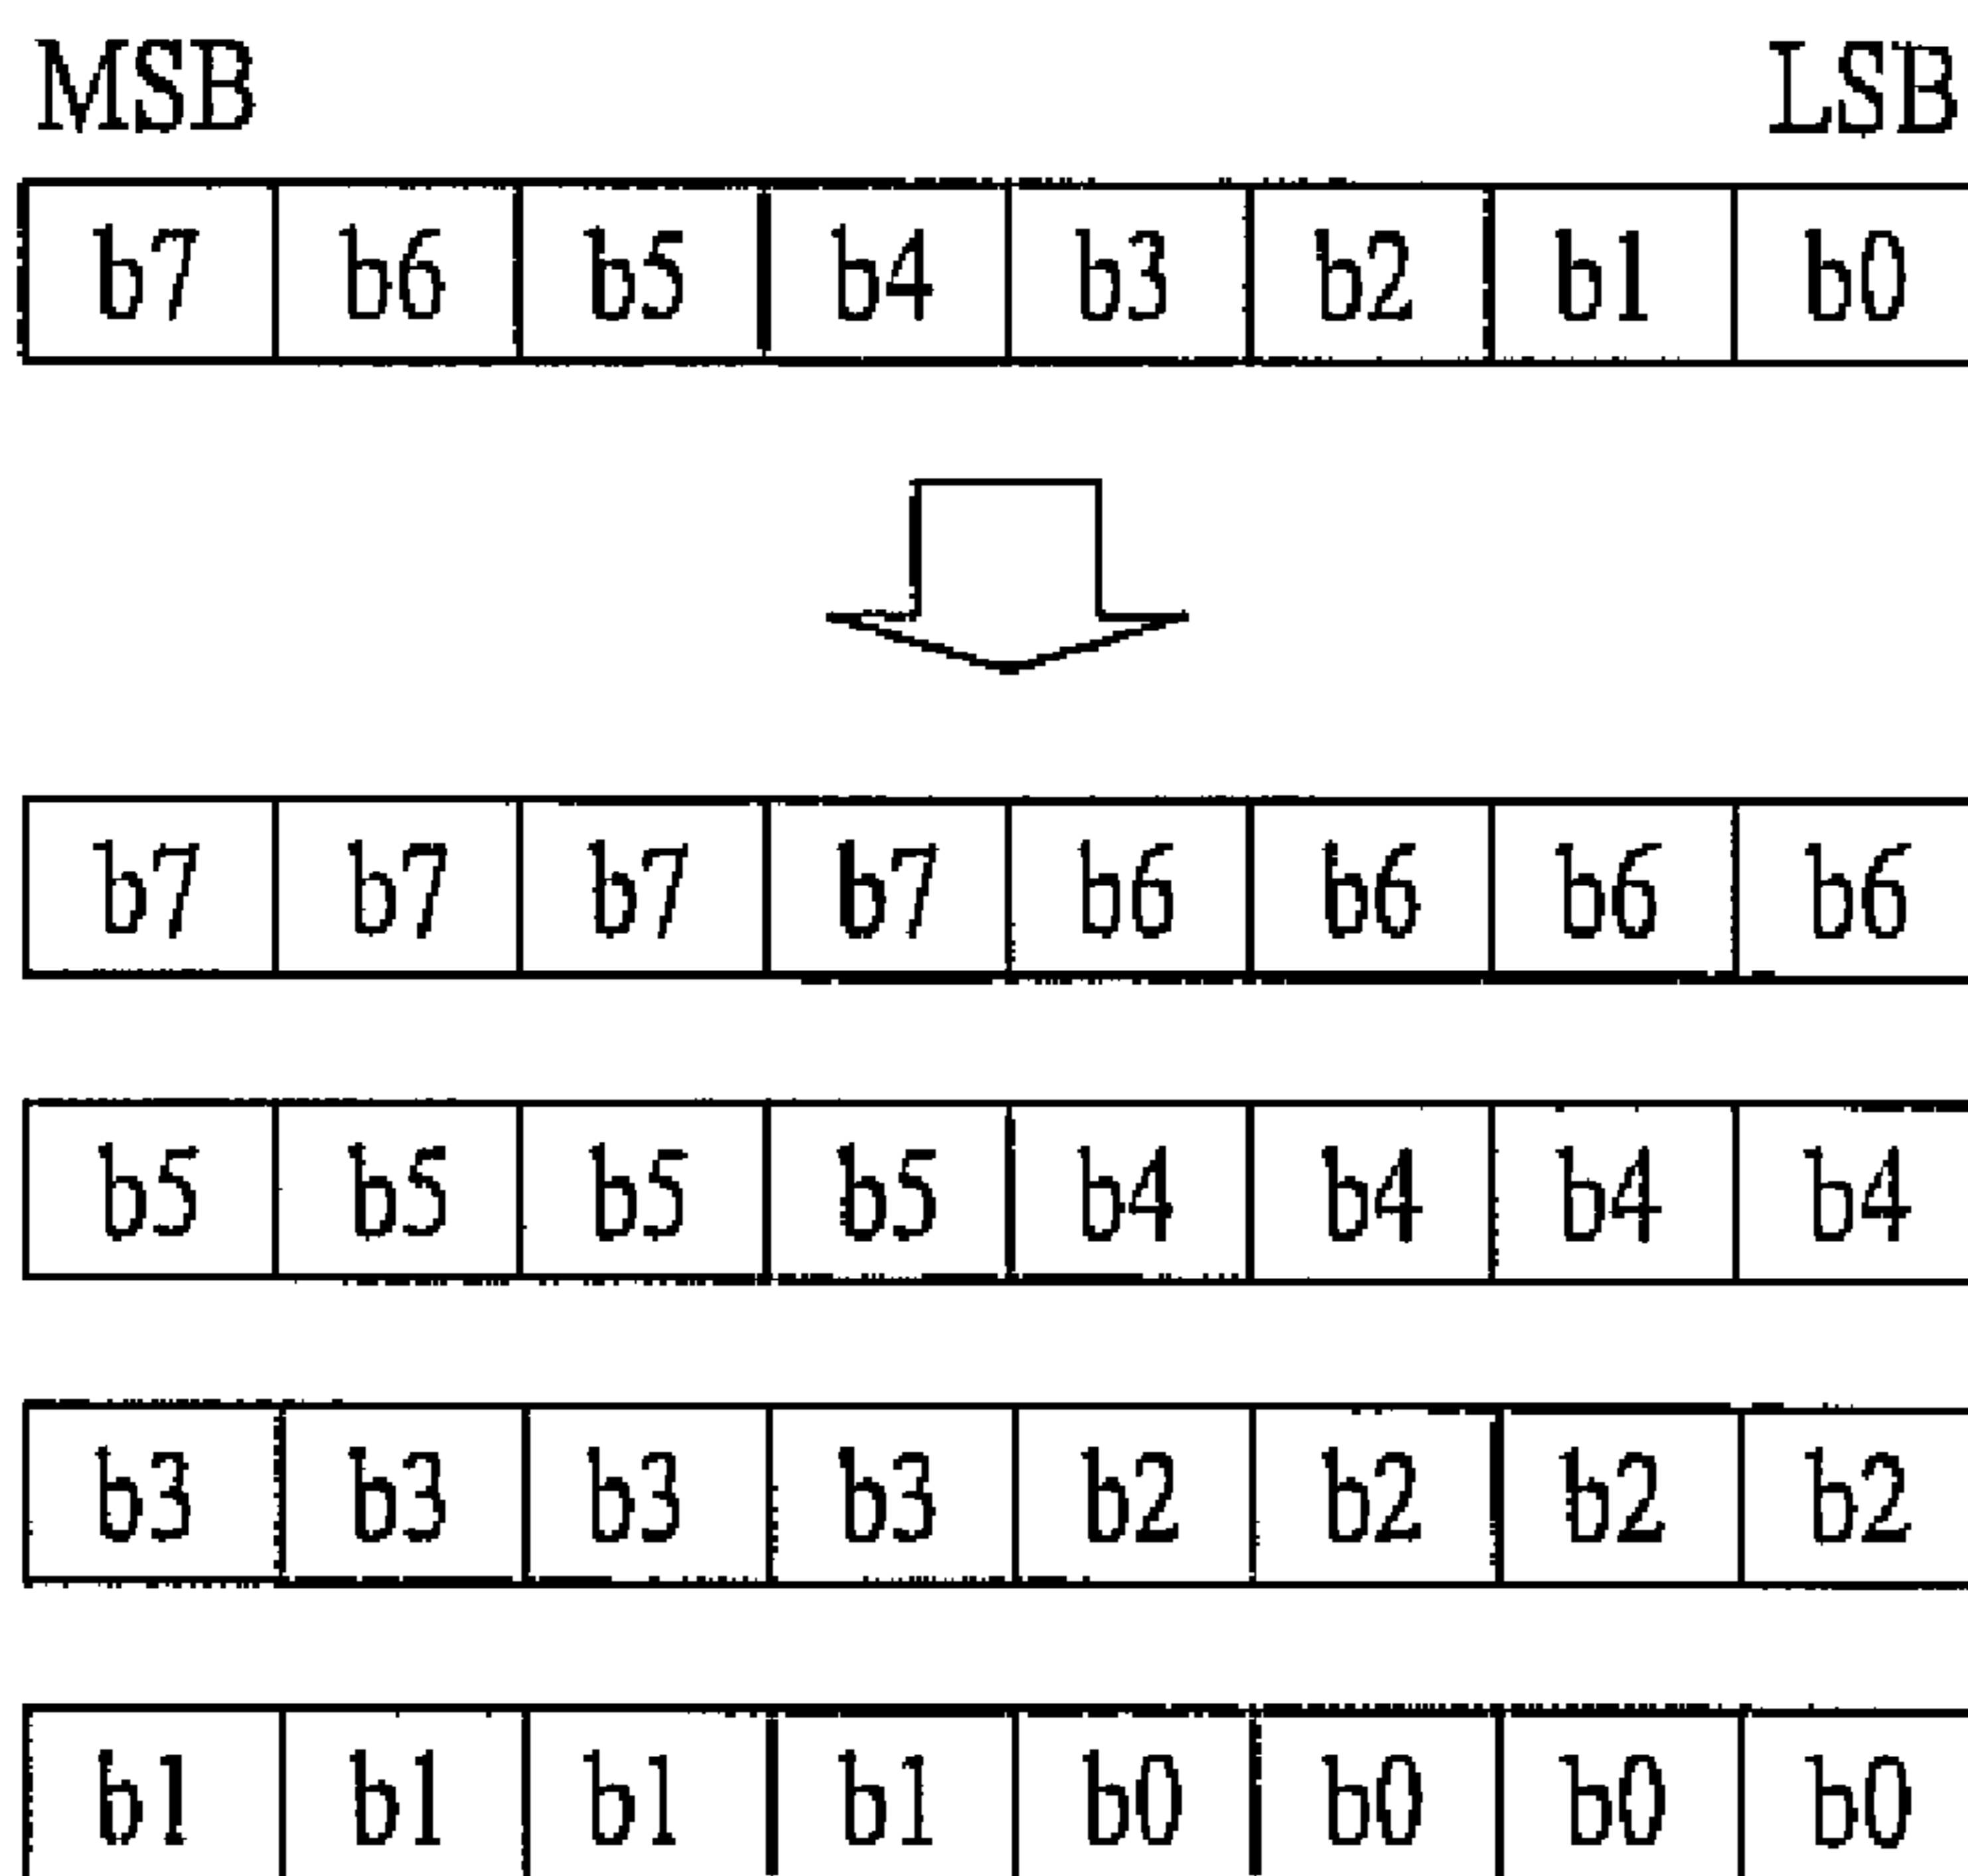 MSB LSB
b7 b6 b5 b4 b3 b2 b1 b0
b7 b7 b7 b7 b6 b6 b6 b6
b5 b5 b5 b5 b4 b4 b4 b4
b3 b3 b3 b3 b2 b2 b2 b2
b1 b1 b1 b1 b0 b0 b0 b0